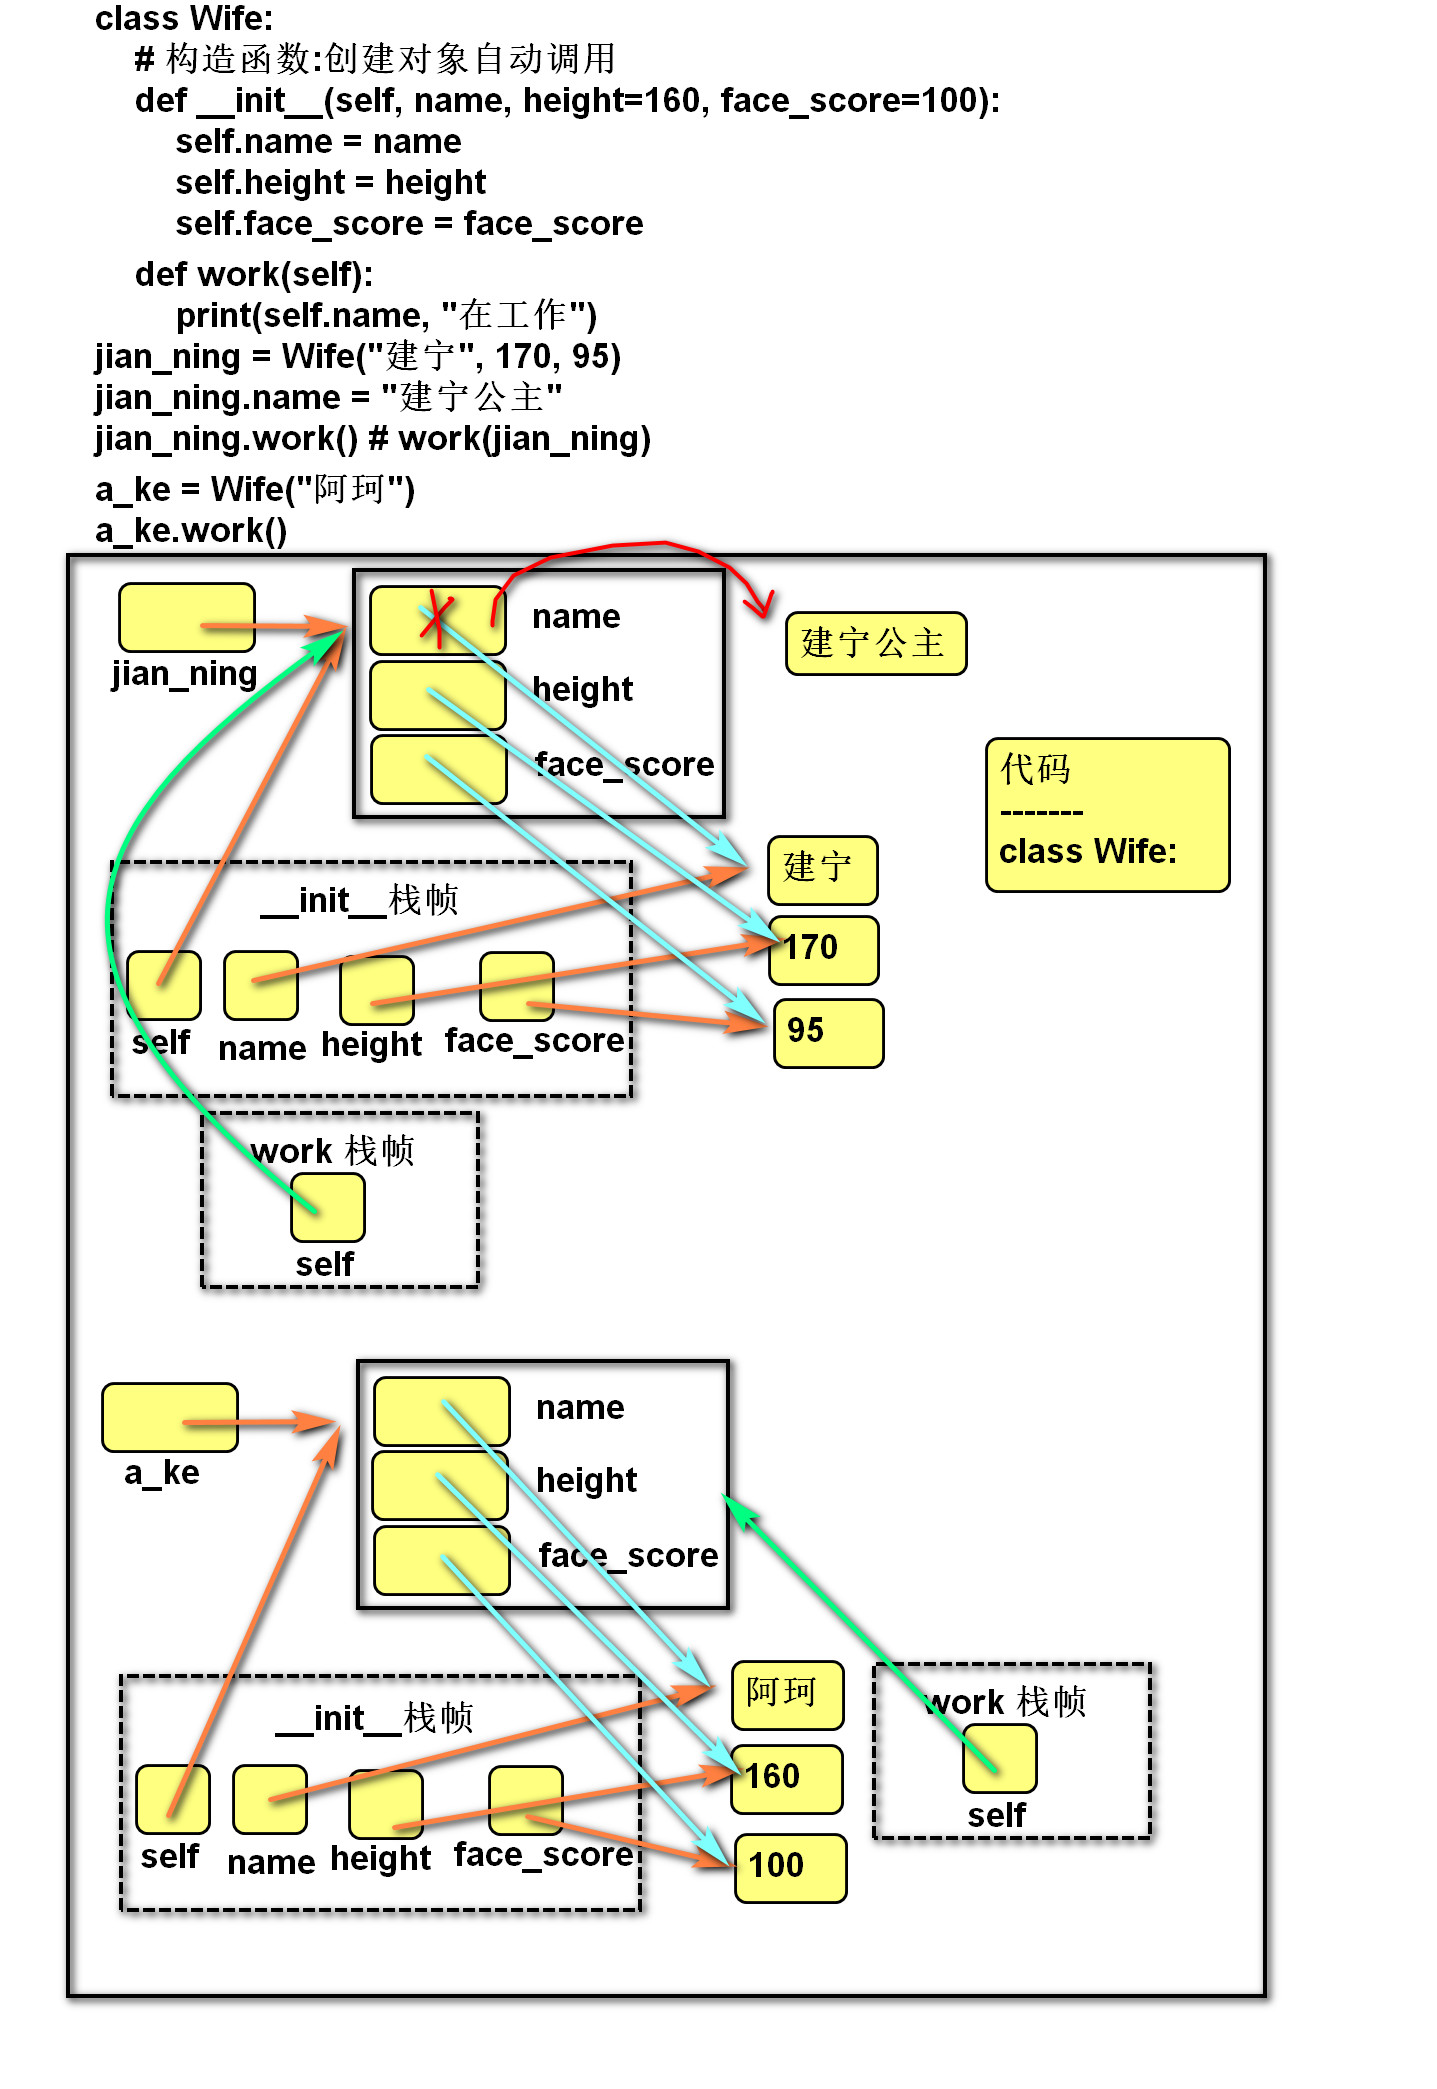 class Wife:
# 构造函数:创建对象自动调用
def __init__(self, name, height=160, face_score=100):
self.name = name
self.height = height
self.face_score = face_score
def work(self):
print(self.name, "在工作")
jian_ning = Wife("建宁", 170, 95)
jian_ning.name = "建宁公主"
jian_ning.work() # work(jian_ning)
a_ke = Wife("阿珂")
a_ke.work()
jian_ning
name
height
face_score
建宁公主
代码
-------
class Wife:
建宁
170
95
__init__栈帧
self
name
height
face_score
work 栈帧
self
a_ke
name
height
face_score
阿珂
160
100
__init__栈帧
self
name
height
face_score
work 栈帧
self